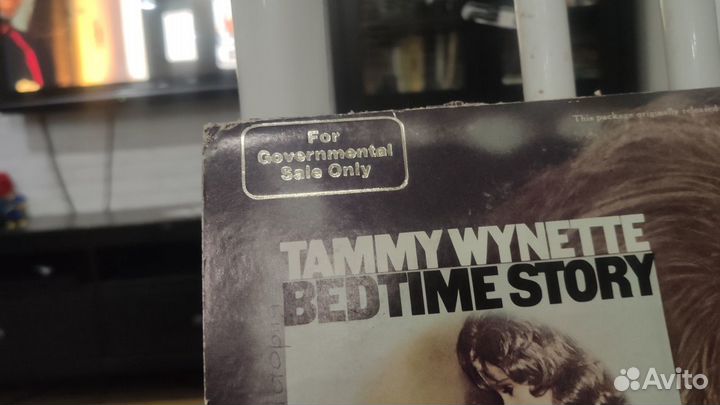 This package originally
For
Governmental
Sale Only
TAMMY WYNETTE
BEDTIME STORY
Avito